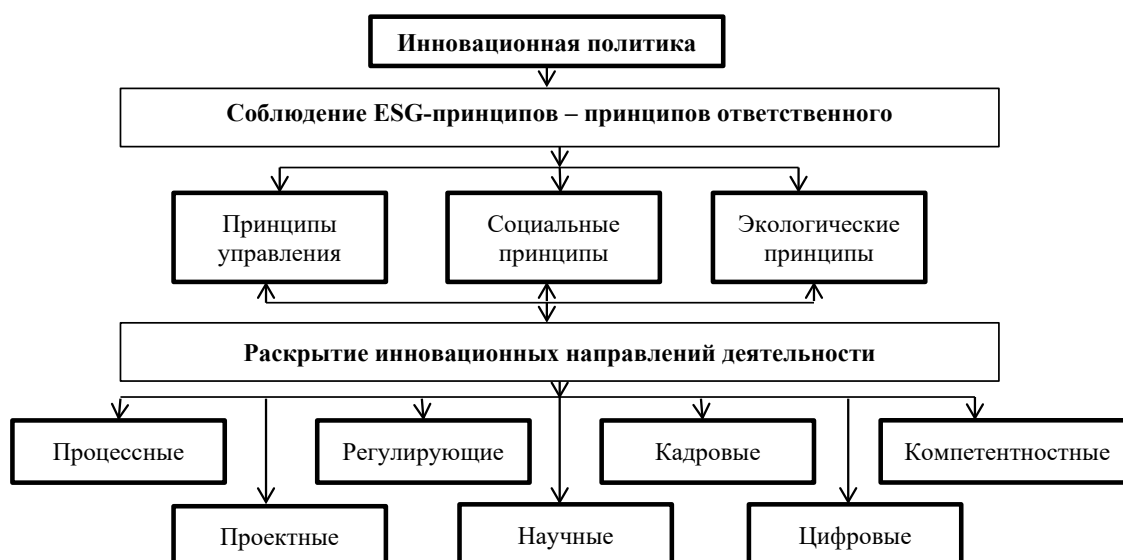 Инновационная политика
Соблюдение ESG-принципов – принципов ответственного
Принципы
управления
Социальные
принципы
Экологические
принципы
Раскрытие инновационных направлений деятельности
Процессные
Регулирующие
Кадровые
Компетентностные
Проектные
Научные
Цифровые